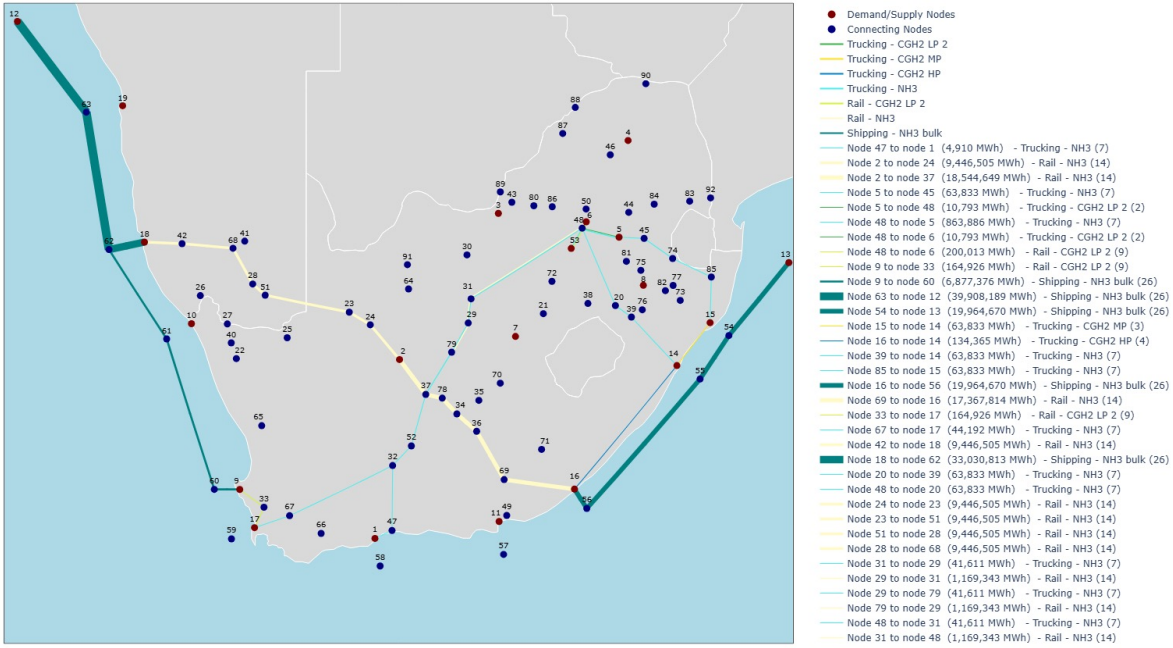 12
63
19
62
18
42
68
41
28
51
26
10
27
40
22
25
61
23
24
2
91
64
30
31
29
79
37
78
34
36
35
70
71
69
16
56
52
32
47
65
60
9
33
17
67
59
66
1
58
11
49
57
90
88
87
4
46
89
43
3
80
86
50
6
48
44
84
83
92
53
5
45
81
74
75
8
82
77
73
85
72
38
20
76
39
21
7
14
15
54
55
13
Demand/Supply Nodes
Connecting Nodes
Trucking - CGH2 LP 2
Trucking - CGH2 MP
Trucking - CGH2 HP
Trucking - NH3
Rail - CGH2 LP 2
Rail - NH3
Shipping - NH3 bulk
Node 47 to node 1 (4,910 MWh) - Trucking - NH3 (7)
Node 2 to node 24 (9,446,505 MWh) - Rail - NH3 (14)
Node 2 to node 37 (18,544,649 MWh) - Rail - NH3 (14)
Node 5 to node 45 (63,833 MWh) - Trucking - NH3 (7)
Node 5 to node 48 (10,793 MWh) - Trucking - CGH2 LP 2 (2)
Node 48 to node 5 (863,886 MWh) - Trucking - NH3 (7)
Node 48 to node 6 (10,793 MWh) - Trucking - CGH2 LP 2 (2)
Node 48 to node 6 (200,013 MWh) - Rail - CGH2 LP 2 (9)
Node 9 to node 33 (164,926 MWh) - Rail - CGH2 LP 2 (9)
Node 9 to node 60 (6,877,376 MWh) - Shipping - NH3 bulk (26)
Node 63 to node 12 (39,908,189 MWh) - Shipping - NH3 bulk (26)
Node 54 to node 13 (19,964,670 MWh) - Shipping - NH3 bulk (26)
Node 15 to node 14 (63,833 MWh) - Trucking - CGH2 MP (3)
Node 16 to node 14 (134,365 MWh) - Trucking - CGH2 HP (4)
Node 39 to node 14 (63,833 MWh) - Trucking - NH3 (7)
Node 85 to node 15 (63,833 MWh) - Trucking - NH3 (7)
Node 16 to node 56 (19,964,670 MWh) - Shipping - NH3 bulk (26)
Node 69 to node 16 (17,367,814 MWh) - Rail - NH3 (14)
Node 33 to node 17 (164,926 MWh) - Rail - CGH2 LP 2 (9)
Node 67 to node 17 (44,192 MWh) - Trucking - NH3 (7)
Node 42 to node 18 (9,446,505 MWh) - Rail - NH3 (14)
Node 18 to node 62 (33,030,813 MWh) - Shipping - NH3 bulk (26)
Node 20 to node 39 (63,833 MWh) - Trucking - NH3 (7)
Node 48 to node 20 (63,833 MWh) - Trucking - NH3 (7)
Node 24 to node 23 (9,446,505 MWh) - Rail - NH3 (14)
Node 23 to node 51 (9,446,505 MWh) - Rail - NH3 (14)
Node 51 to node 28 (9,446,505 MWh) - Rail - NH3 (14)
Node 28 to node 68 (9,446,505 MWh) - Rail - NH3 (14)
Node 31 to node 29 (41,611 MWh) - Trucking - NH3 (7)
Node 29 to node 31 (1,169,343 MWh) - Rail - NH3 (14)
Node 29 to node 79 (41,611 MWh) - Trucking - NH3 (7)
Node 79 to node 29 (1,169,343 MWh) - Rail - NH3 (14)
Node 48 to node 31 (41,611 MWh) - Trucking - NH3 (7)
Node 31 to node 48 (1,169,343 MWh) - Rail - NH3 (14)